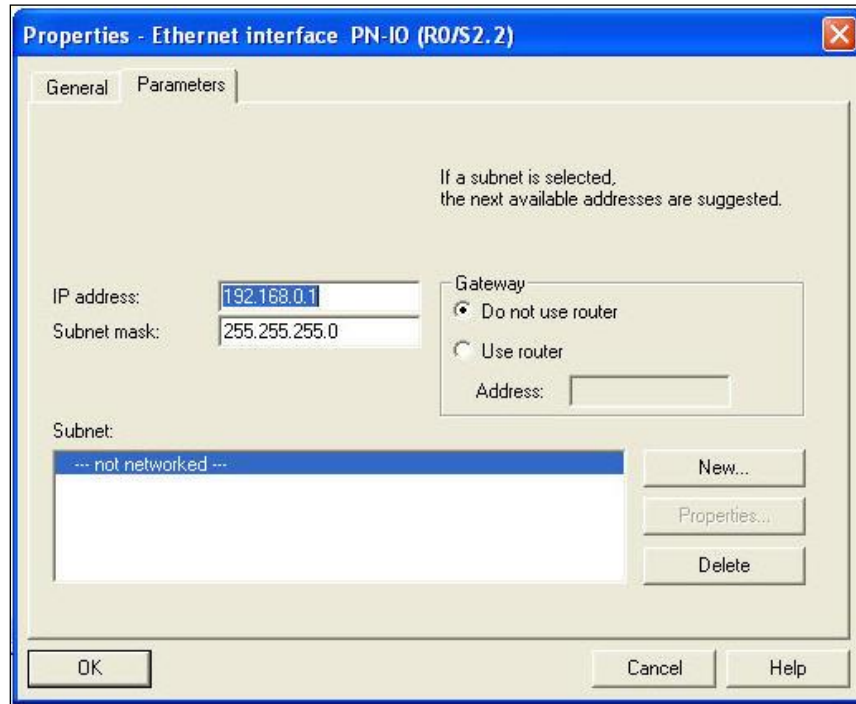 Properties - Ethernet interface PN-IO (R0/S2.2)
General
Parameters
If a subnet is selected,
the next available addresses are suggested.
IP address:
192.168.0.1
Subnet mask:
255.255.255.0
Gateway
Do not use router
Use router
Address:
Subnet:
--- not networked ---
New...
Properties...
Delete
OK
Cancel
Help